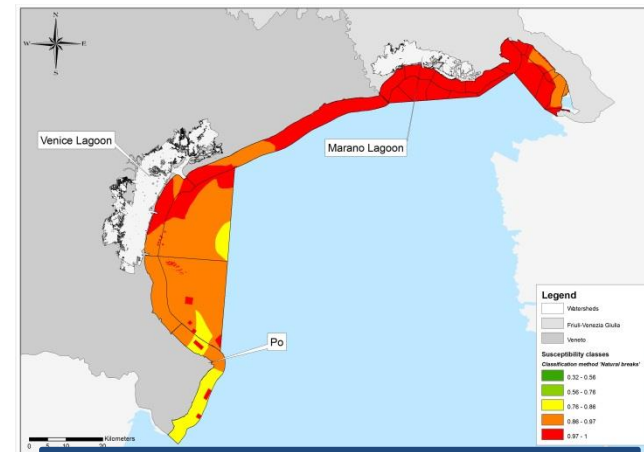 N
W E
S
Venice Lagoon
Marano Lagoon
Po
Legend
Watersheds
Friuli-Venezia Giulia
Veneto
Susceptibility classes
Classification method 'Natural breaks'
0.32 - 0.56
0.56 - 0.76
0.76 - 0.86
0.86 - 0.97
0.97 - 1
Kilometers
0 5 10 20